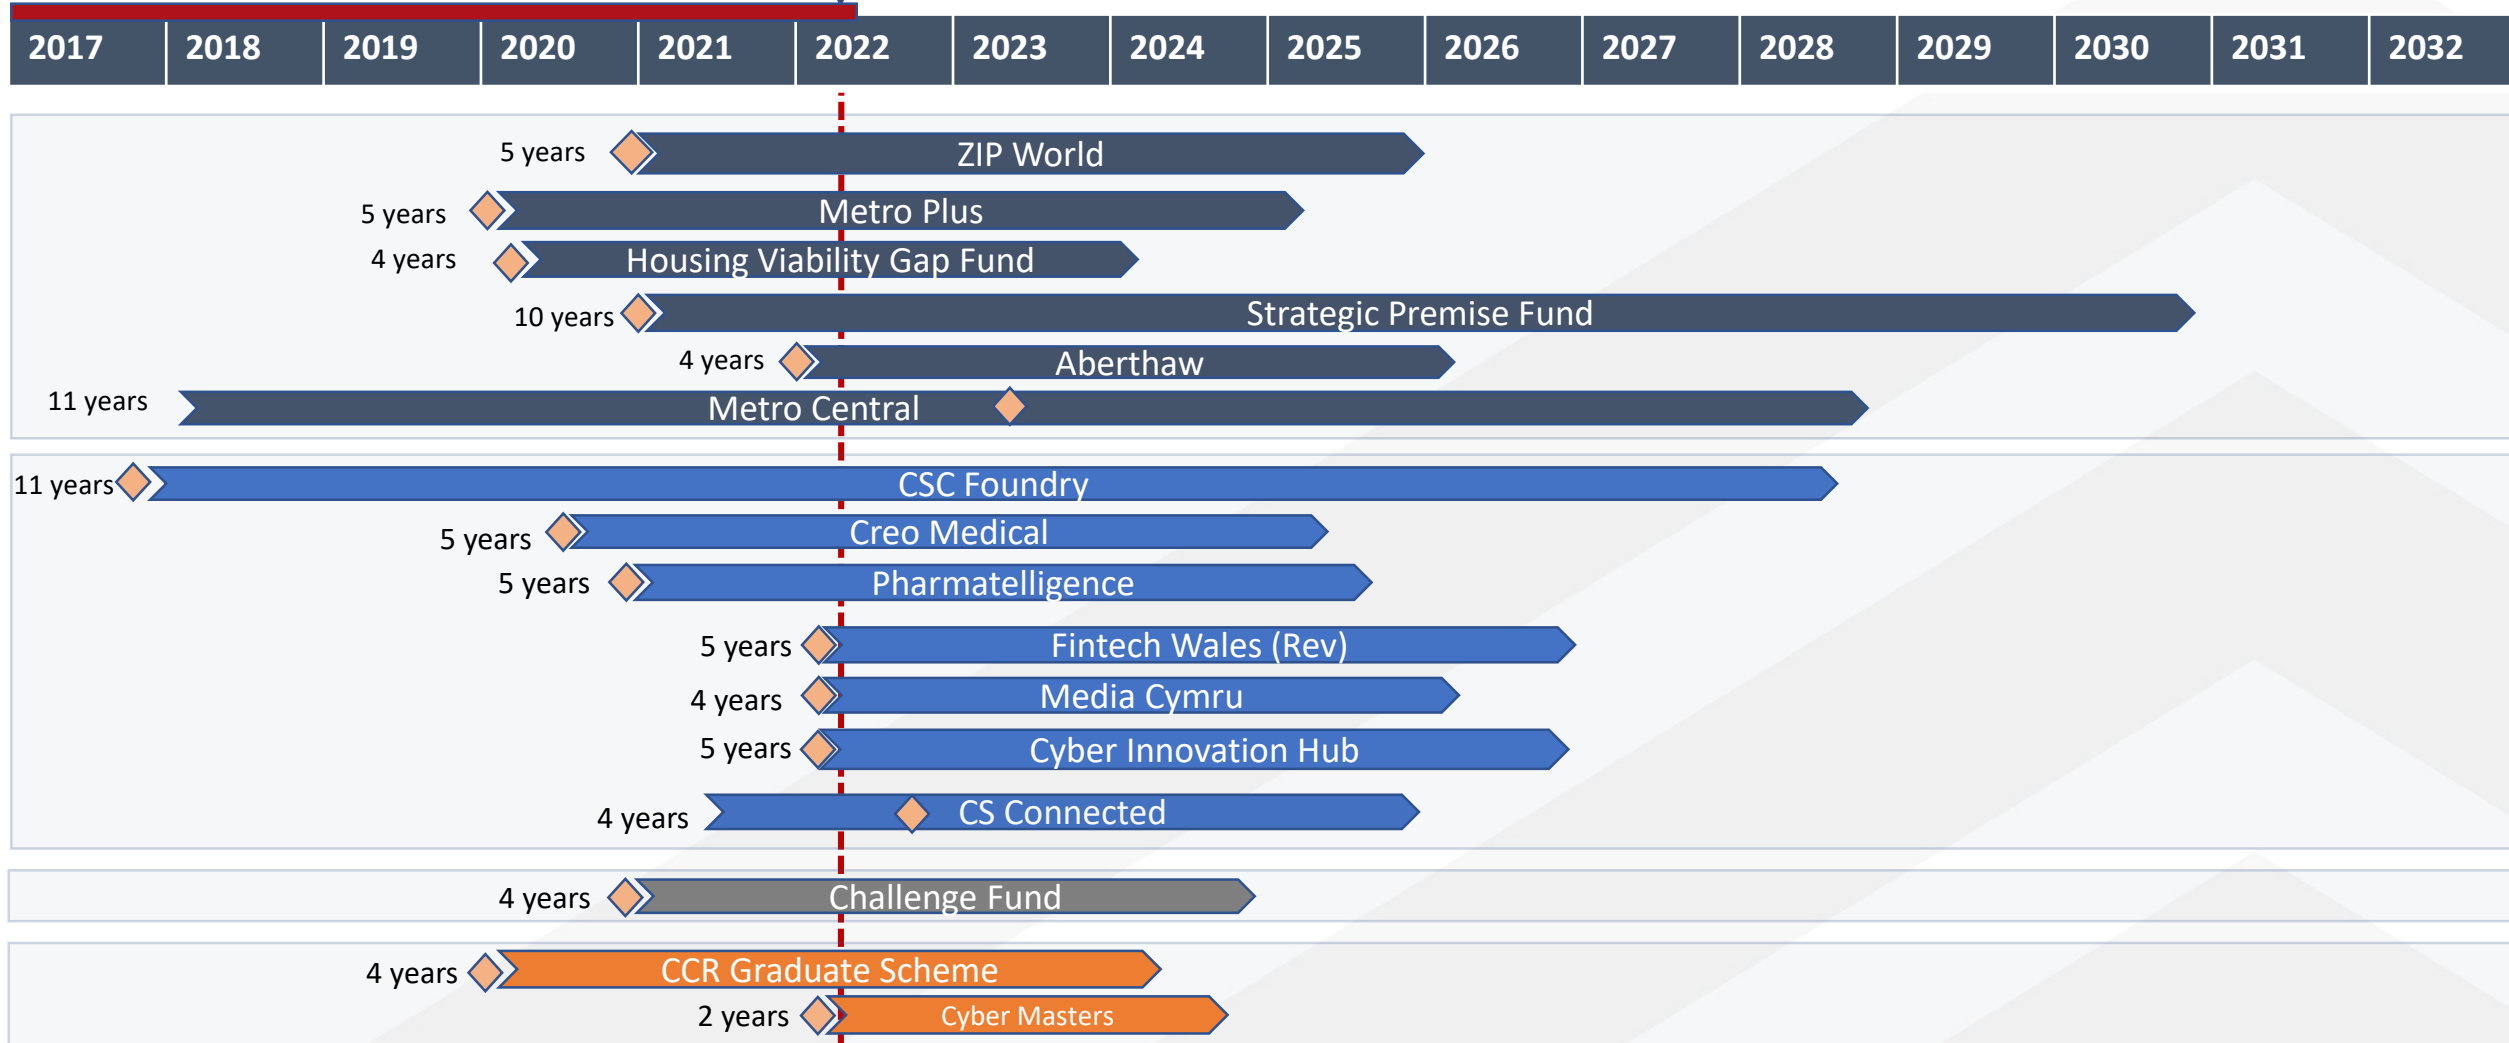 2017 2018 2019 2020 2021 2022 2023 2024 2025 2026 2027 2028 2029 2030 2031 2032
5 years ZIP World
5 years Metro Plus
4 years Housing Viability Gap Fund
10 years Strategic Premise Fund
4 years Aberthaw
11 years Metro Central
11 years CSC Foundry
5 years Creo Medical
5 years Pharmatelligence
5 years Fintech Wales (Rev)
4 years Media Cymru
5 years Cyber Innovation Hub
4 years CS Connected
4 years Challenge Fund
4 years CCR Graduate Scheme
2 years Cyber Masters